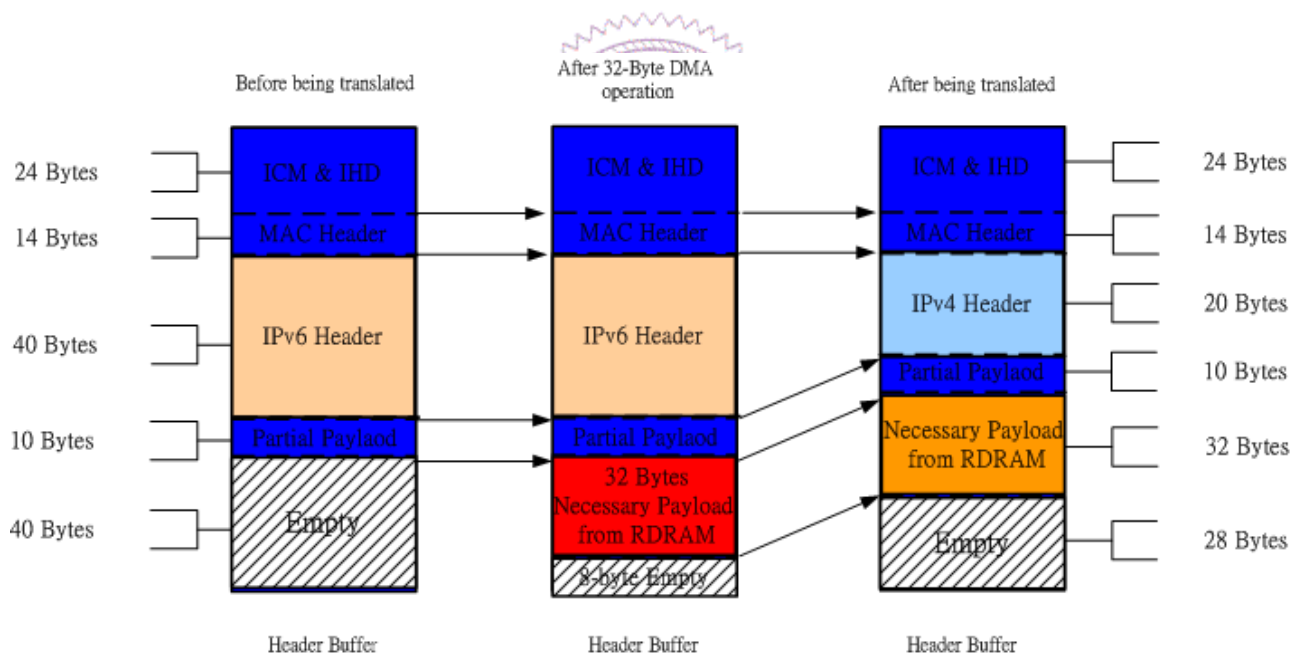 Before being translated
After 32-Byte DMA
operation
After being translated
24 Bytes
14 Bytes
40 Bytes
10 Bytes
40 Bytes
ICM & IHD
MAC Header
IPv6 Header
Partial Paylaod
Empty
ICM & IHD
MAC Header
IPv6 Header
Partial Paylaod
32 Bytes
Necessary Payload
from RDRAM
8-byte Empty
ICM & IHD
MAC Header
IPv4 Header
Partial Paylaod
Necessary Payload
from RDRAM
Empty
24 Bytes
14 Bytes
20 Bytes
10 Bytes
32 Bytes
28 Bytes
Header Buffer
Header Buffer
Header Buffer